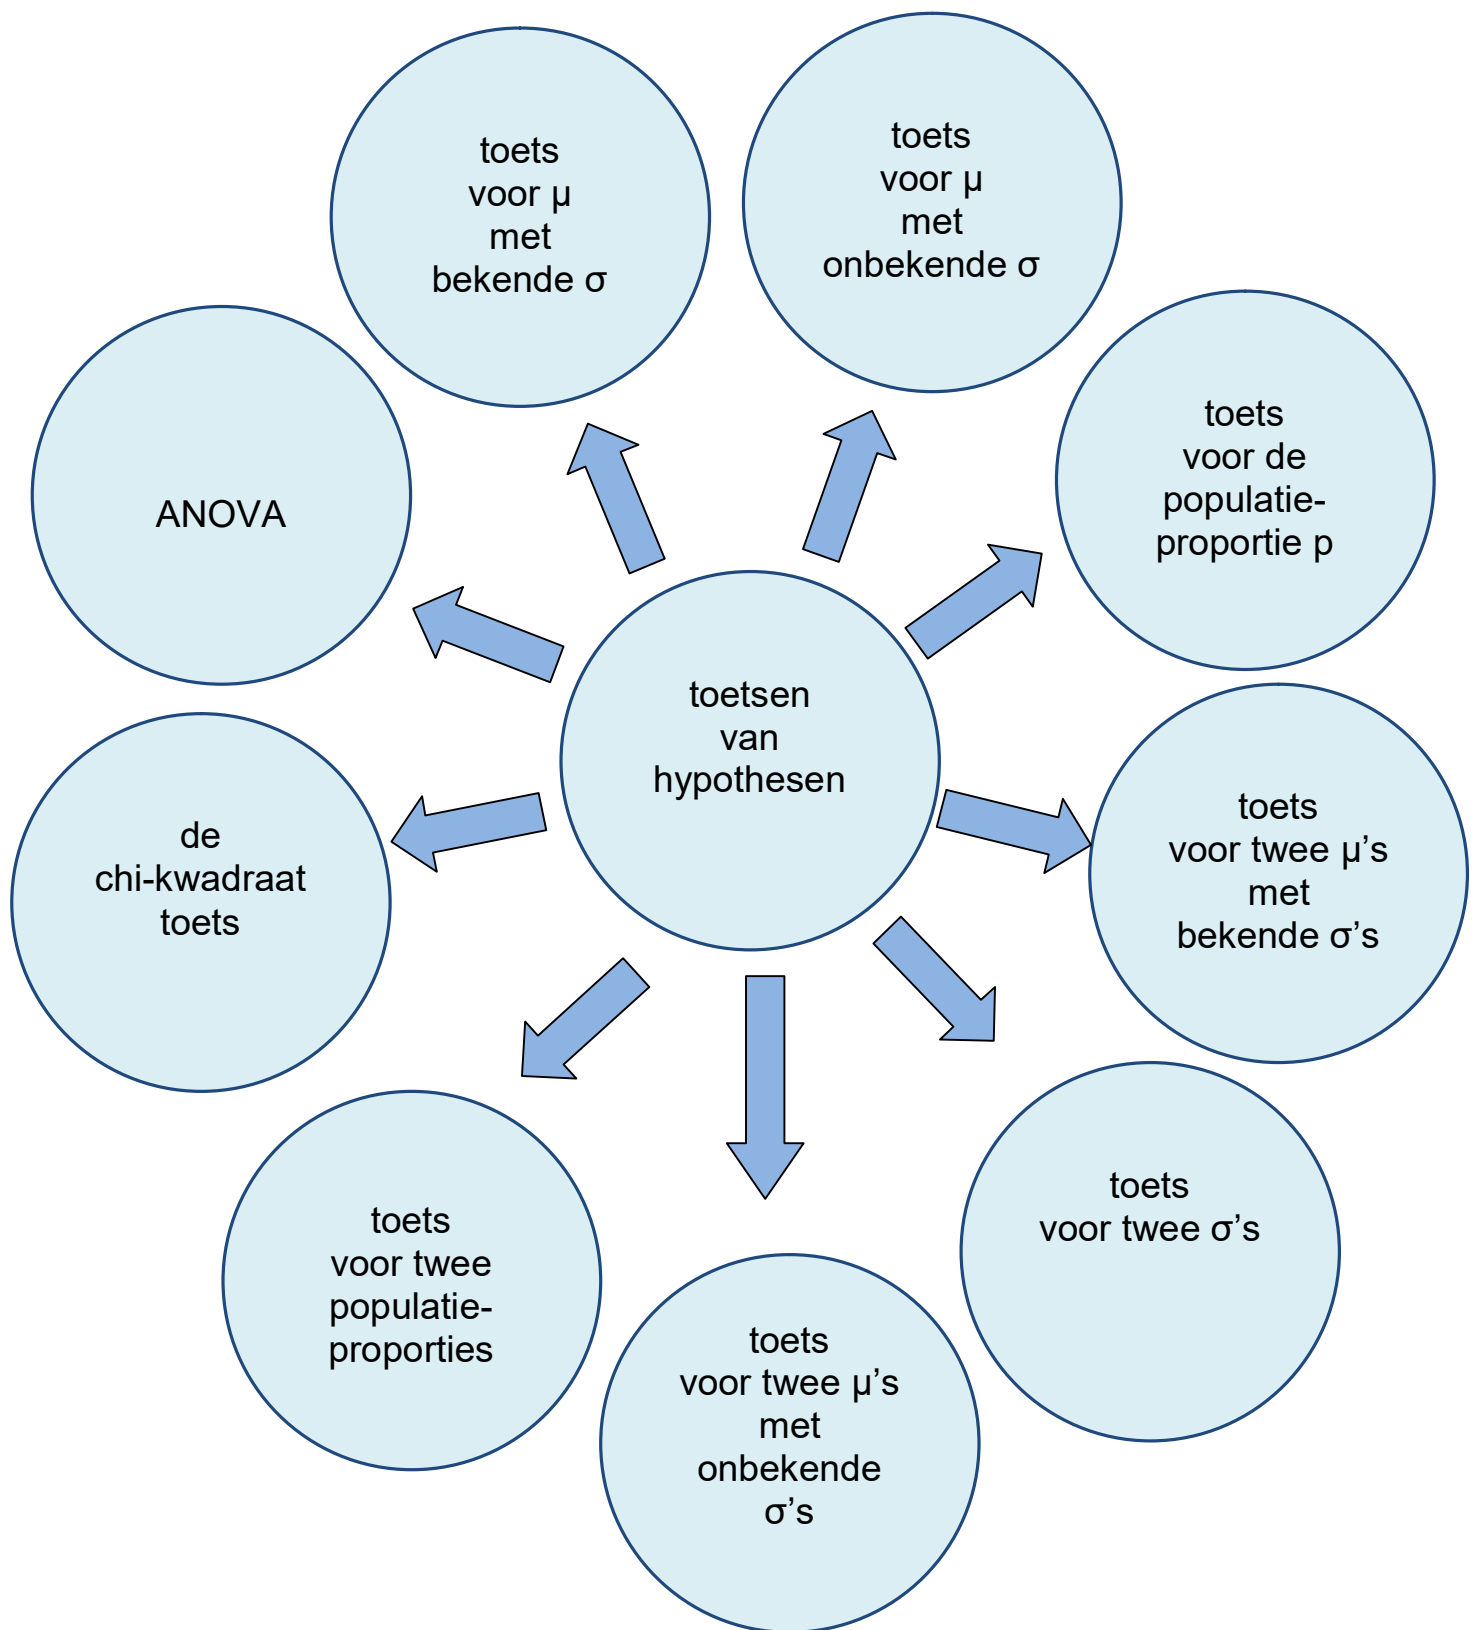 toets
voor μ
met
bekende σ
toets
voor μ
met
onbekende σ
toets
voor de
populatie-
proportie p
ANOVA
toetsen
van
hypothesen
toets
voor twee μ’s
met
bekende σ’s
de
chi-kwadraat
toets
toets
voor twee σ’s
toets
voor twee
populatie-
proporties
toets
voor twee μ’s
met
onbekende
σ’s